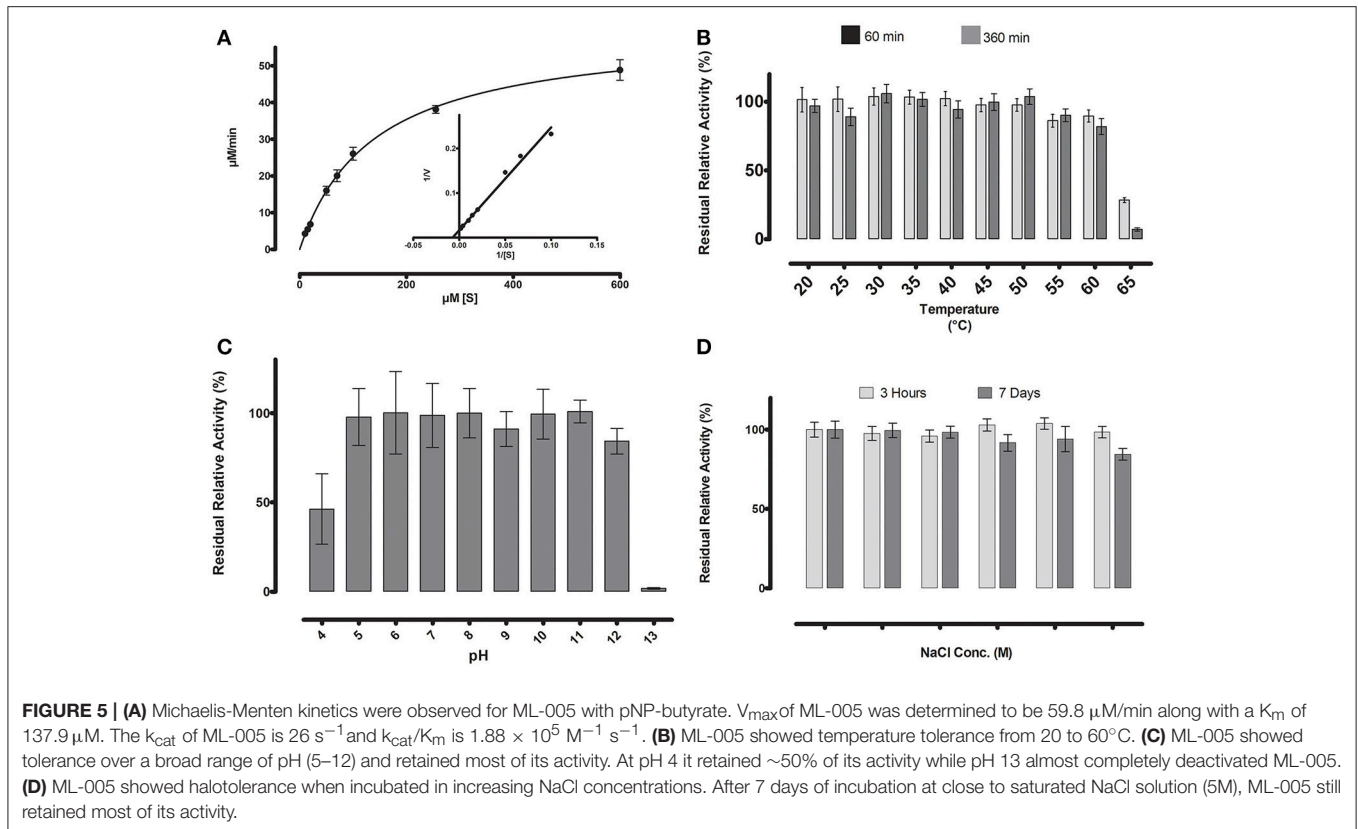 A
µM/min
50
40
30
20
10
0
0
200
400
600
µM [S]
1/V
0.2
0.1
-0.05
0.00
0.05
0.10
0.15
1/[S]
B
60 min
360 min
Residual Relative Activity (%)
100
50
0
20
25
30
35
40
45
50
55
60
65
Temperature
(°C)
C
Residual Relative Activity (%)
100
50
0
4
5
6
7
8
9
10
11
12
13
pH
D
3 Hours
7 Days
Residual Relative Activity (%)
100
50
0
NaCl Conc. (M)
FIGURE 5 | (A) Michaelis-Menten kinetics were observed for ML-005 with pNP-butyrate. Vmaxof ML-005 was determined to be 59.8 µM/min along with a Km of
137.9 µM. The kcat of ML-005 is 26 s⁻¹and kcat/Km is 1.88 × 10⁵ M⁻¹ s⁻¹. (B) ML-005 showed temperature tolerance from 20 to 60°C. (C) ML-005 showed
tolerance over a broad range of pH (5–12) and retained most of its activity. At pH 4 it retained ~50% of its activity while pH 13 almost completely deactivated ML-005.
(D) ML-005 showed halotolerance when incubated in increasing NaCl concentrations. After 7 days of incubation at close to saturated NaCl solution (5M), ML-005 still
retained most of its activity.